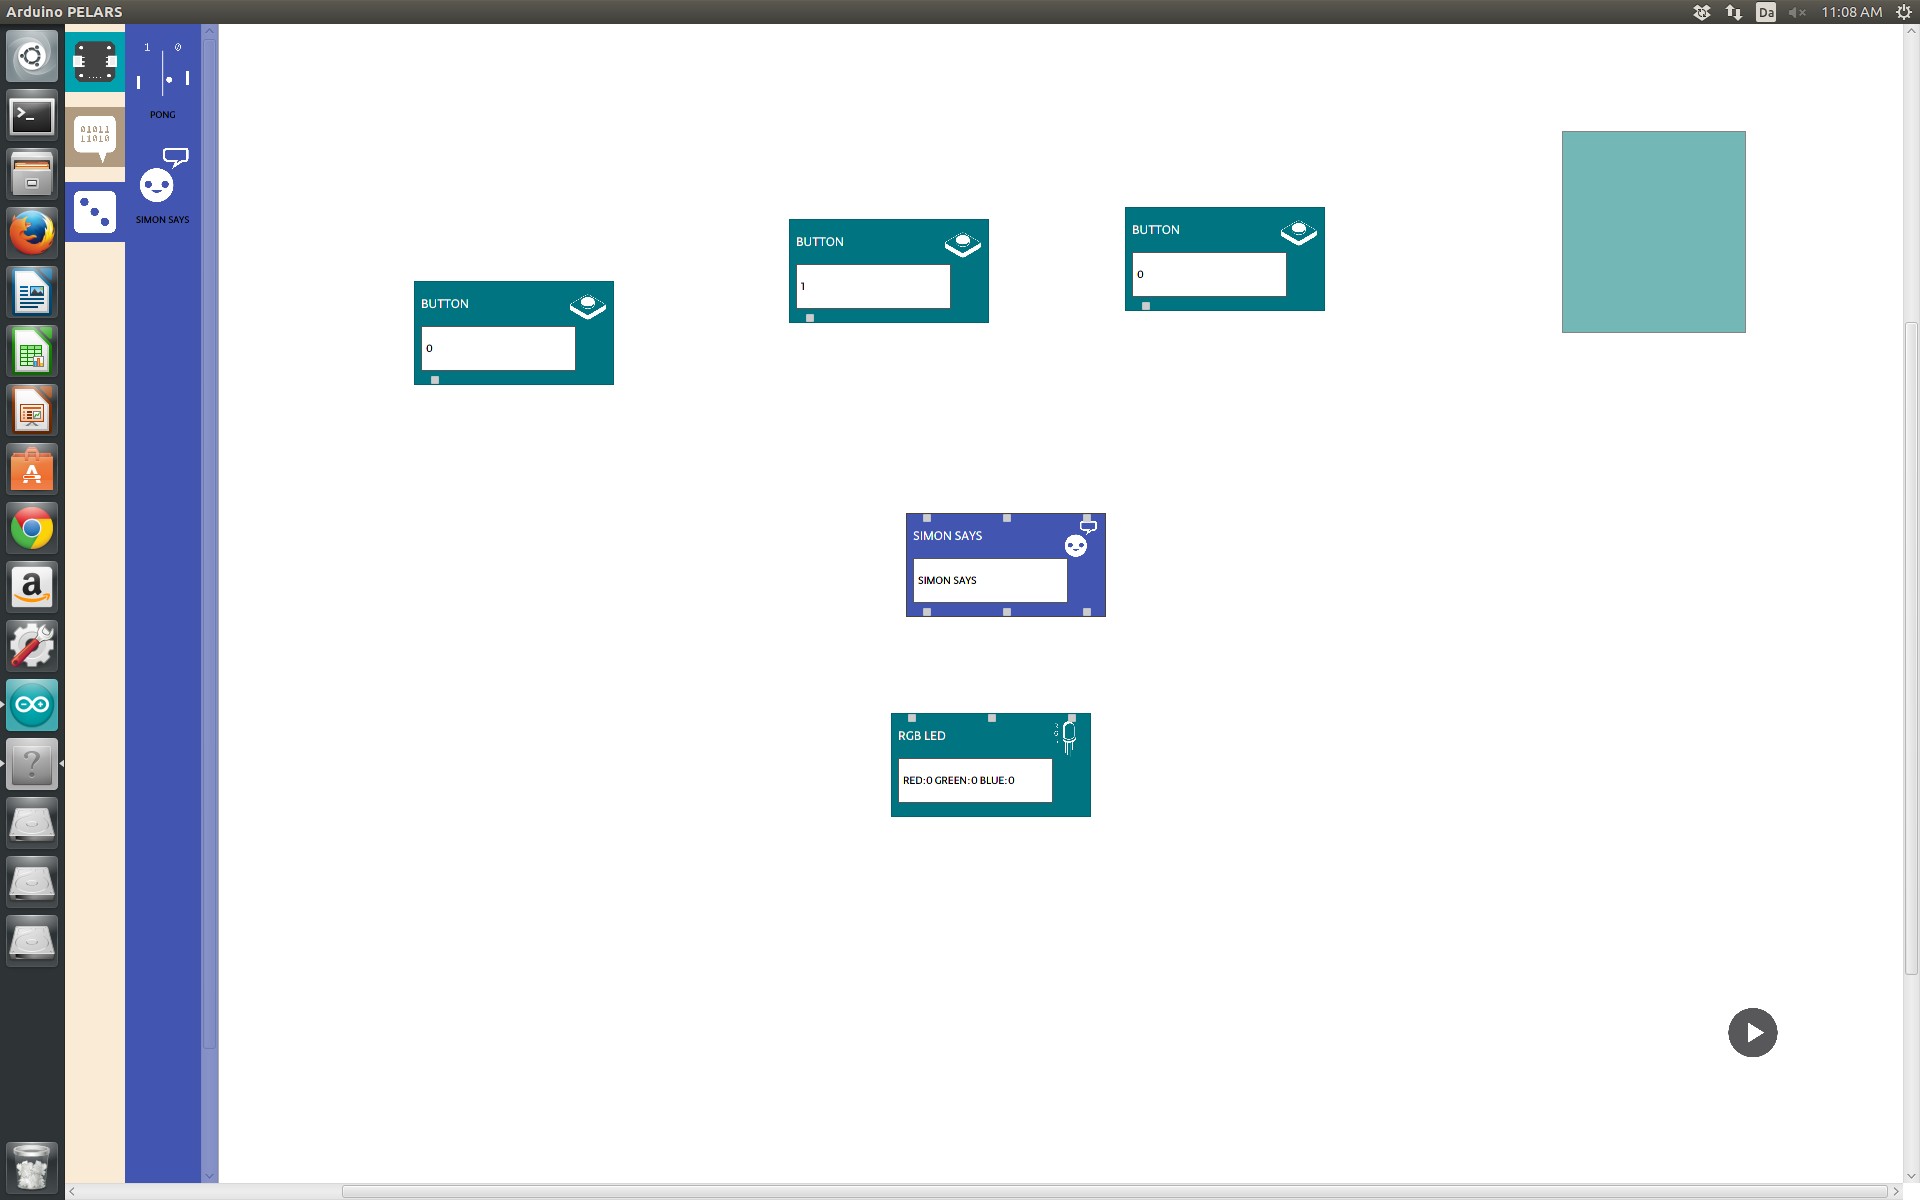 Arduino PELARS
Da
11:08 AM
1 0
PONG
01011
11010
SIMON SAYS
BUTTON
0
BUTTON
1
BUTTON
0
SIMON SAYS
SIMON SAYS
RGB LED
RED:0 GREEN:0 BLUE:0